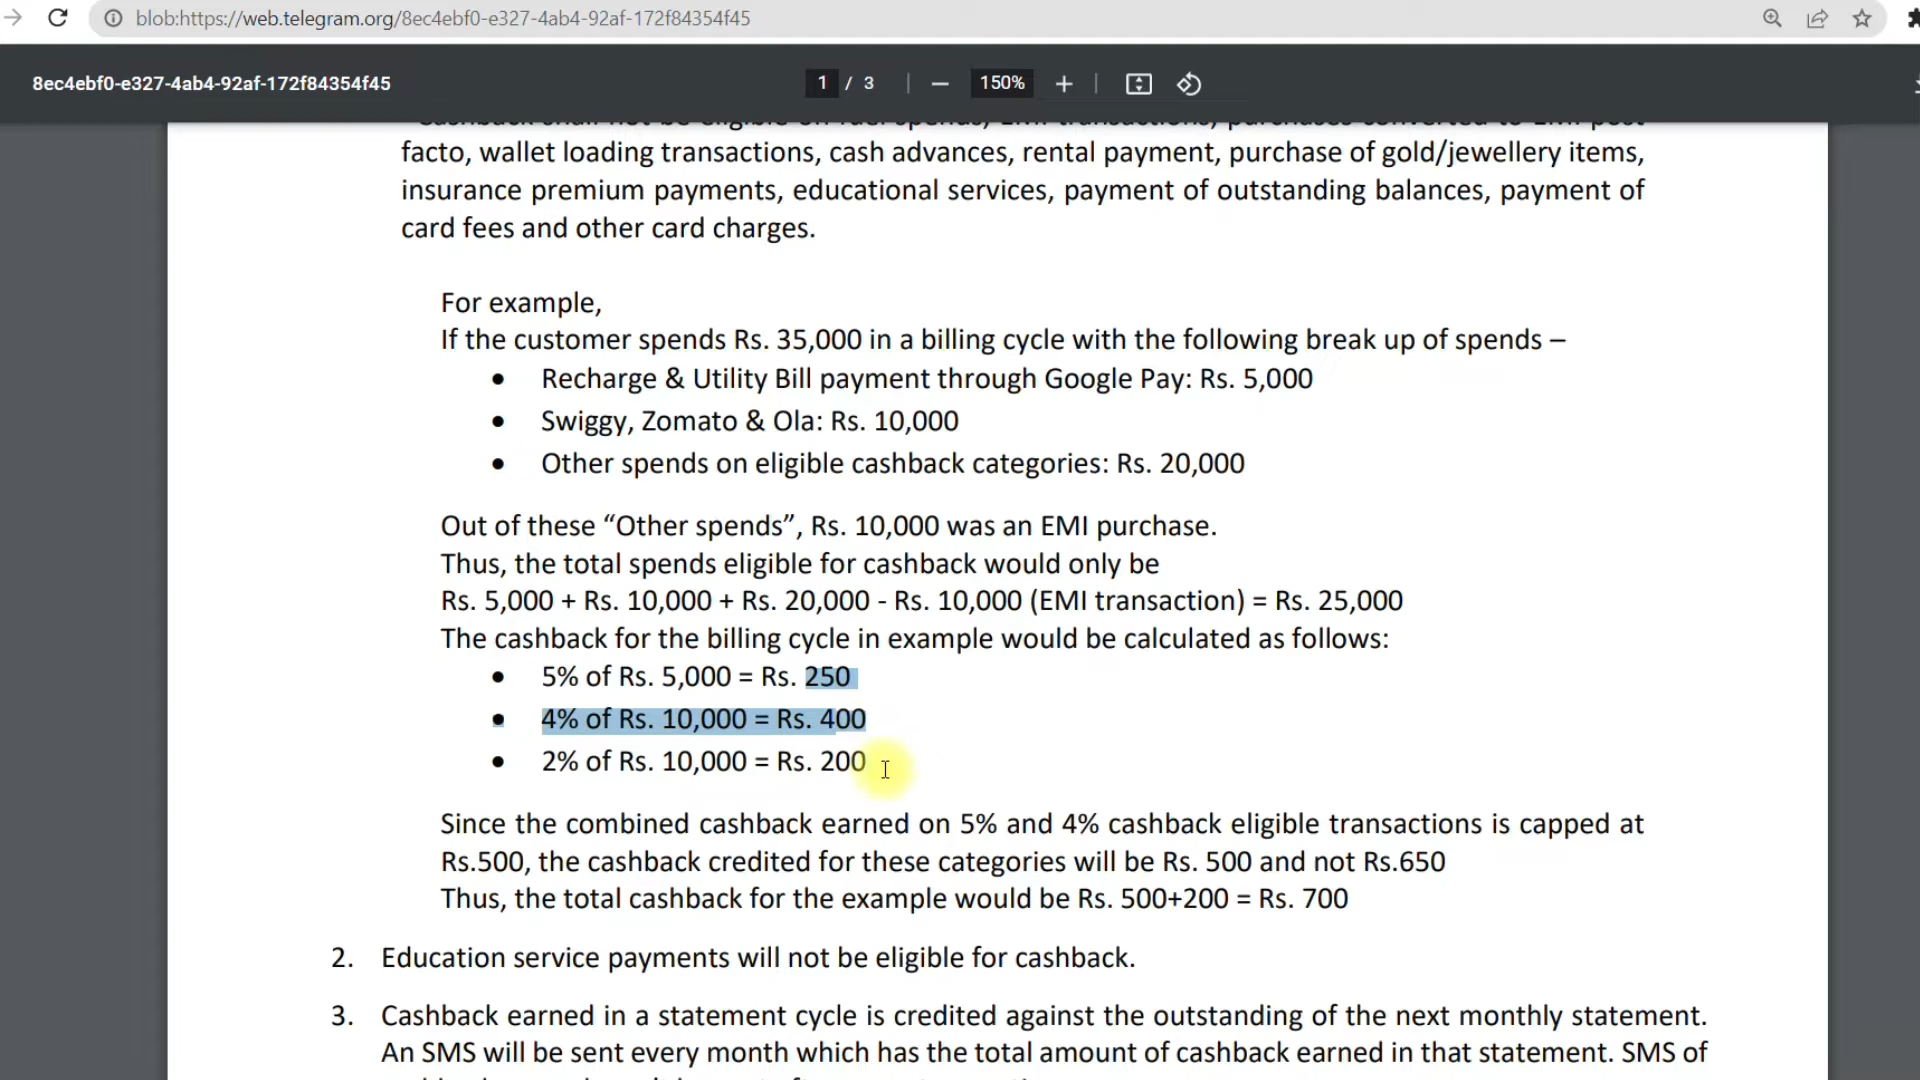 blob:https://web.telegram.org/8ec4ebf0-e327-4ab4-92af-172f84354f45
8ec4ebf0-e327-4ab4-92af-172f84354f45
1 / 3
150%
facto, wallet loading transactions, cash advances, rental payment, purchase of gold/jewellery items,
insurance premium payments, educational services, payment of outstanding balances, payment of
card fees and other card charges.
For example,
If the customer spends Rs. 35,000 in a billing cycle with the following break up of spends –
• Recharge & Utility Bill payment through Google Pay: Rs. 5,000
• Swiggy, Zomato & Ola: Rs. 10,000
• Other spends on eligible cashback categories: Rs. 20,000
Out of these “Other spends”, Rs. 10,000 was an EMI purchase.
Thus, the total spends eligible for cashback would only be
Rs. 5,000 + Rs. 10,000 + Rs. 20,000 - Rs. 10,000 (EMI transaction) = Rs. 25,000
The cashback for the billing cycle in example would be calculated as follows:
• 5% of Rs. 5,000 = Rs. 250
• 4% of Rs. 10,000 = Rs. 400
• 2% of Rs. 10,000 = Rs. 200
Since the combined cashback earned on 5% and 4% cashback eligible transactions is capped at
Rs.500, the cashback credited for these categories will be Rs. 500 and not Rs.650
Thus, the total cashback for the example would be Rs. 500+200 = Rs. 700
2. Education service payments will not be eligible for cashback.
3. Cashback earned in a statement cycle is credited against the outstanding of the next monthly statement.
An SMS will be sent every month which has the total amount of cashback earned in that statement. SMS of